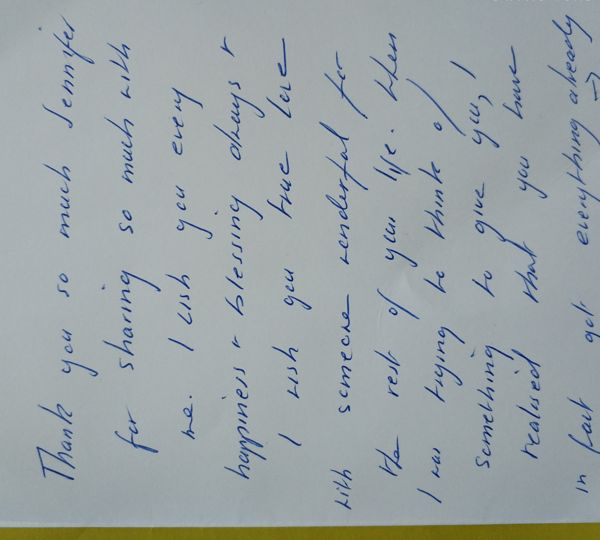 Thank you so much Jennifer
for sharing so much with
me. I wish you every
happiness & blessing always &
I wish you true love
with someone wonderful for
the rest of your life. When
I was trying to think of
something to give you, I
realised that you have
in fact got everything already
→